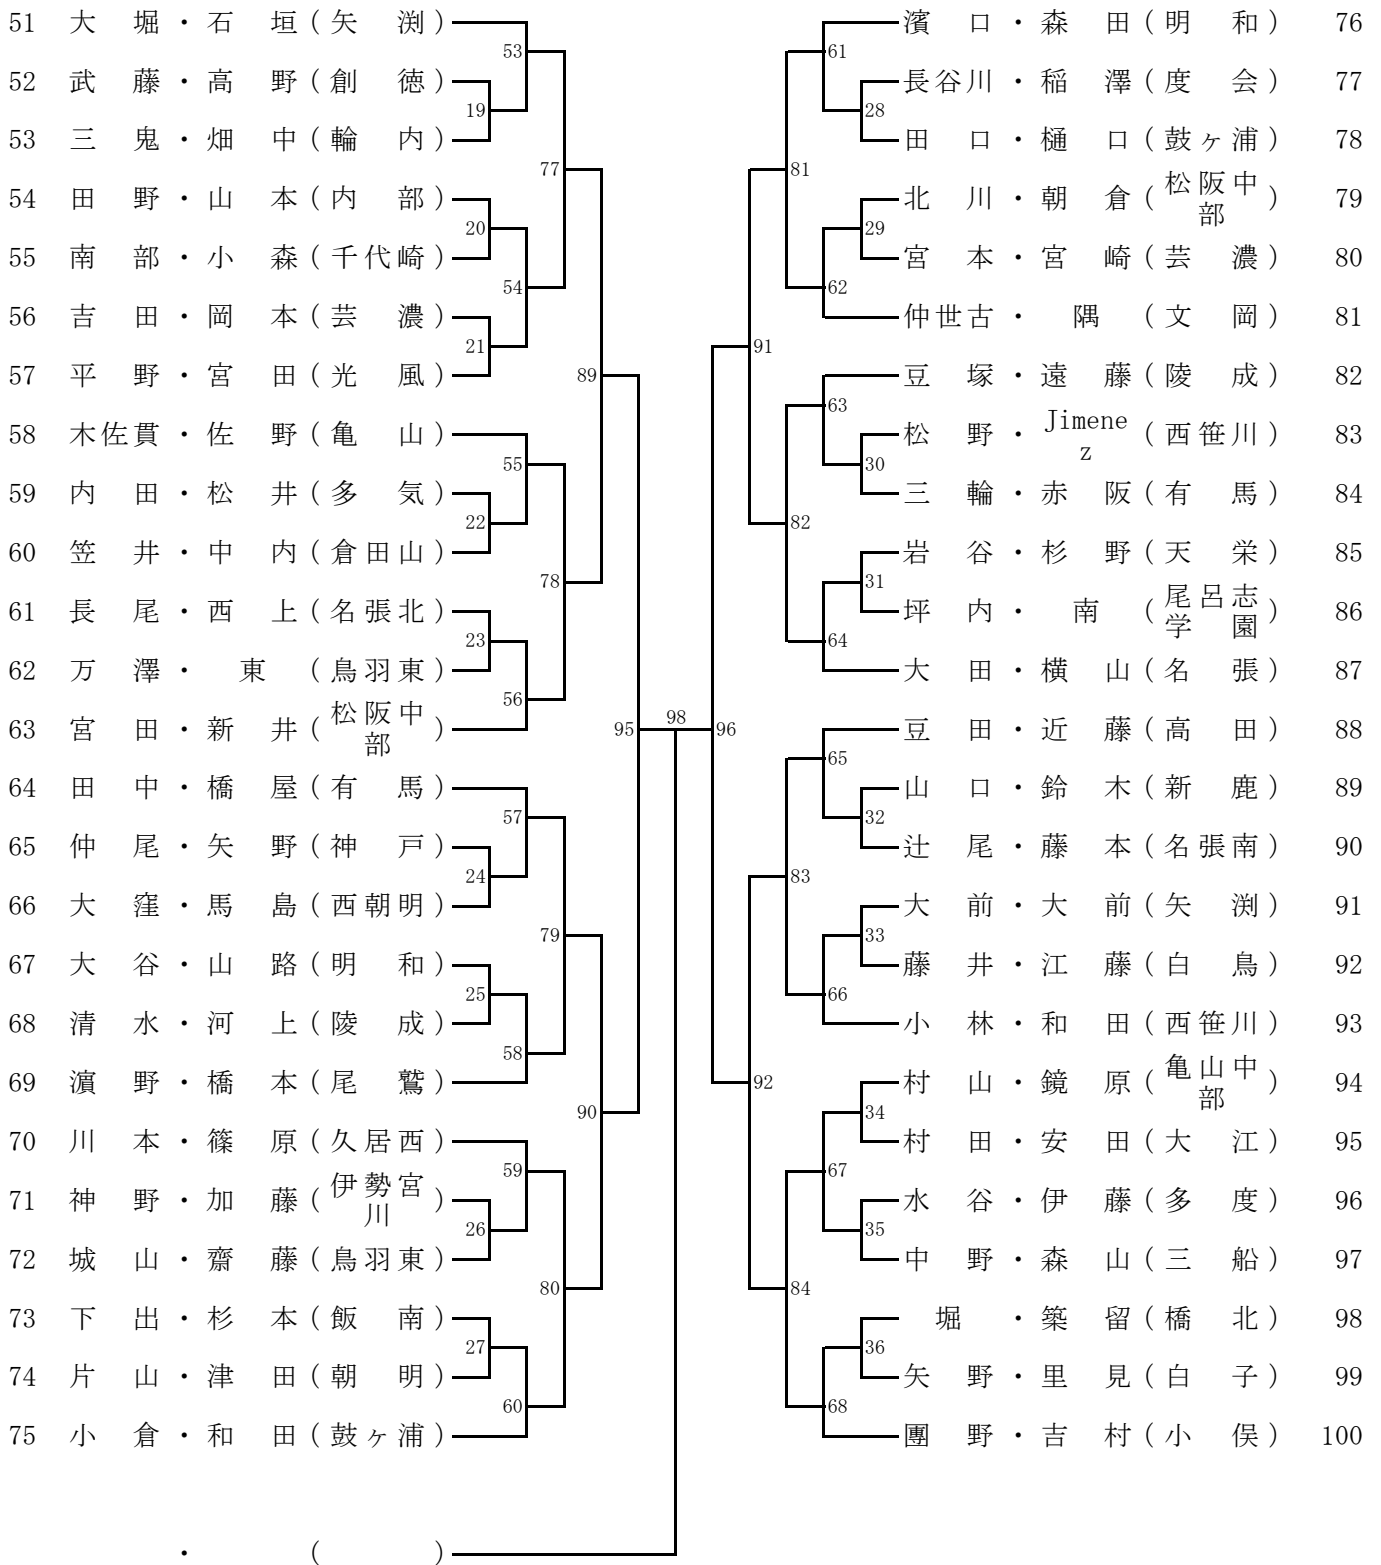 51 大堀・石垣(矢渕)
53
52 武藤・高野(創徳)
19
53 三鬼・畑中(輪内)
77
54 田野・山本(内部)
20
55 南部・小森(千代崎)
54
56 吉田・岡本(芸濃)
21
57 平野・宮田(光風)
89
58 木佐貫・佐野(亀山)
55
59 内田・松井(多気)
22
60 笠井・中内(倉田山)
78
61 長尾・西上(名張北)
23
62 万澤・東(鳥羽東)
56
63 宮田・新井(松阪中部)
95
64 田中・橋屋(有馬)
57
65 仲尾・矢野(神戸)
24
66 大窪・馬島(西朝明)
79
67 大谷・山路(明和)
25
68 清水・河上(陵成)
58
69 濵野・橋本(尾鷲)
90
70 川本・篠原(久居西)
59
71 神野・加藤(伊勢宮川)
26
72 城山・齋藤(鳥羽東)
80
73 下出・杉本(飯南)
27
74 片山・津田(朝明)
60
75 小倉・和田(鼓ヶ浦)
・ ( )
98
濱口・森田(明和) 76
61
長谷川・稲澤(度会) 77
28
田口・樋口(鼓ヶ浦) 78
81
北川・朝倉(松阪中部) 79
29
宮本・宮崎(芸濃) 80
62
仲世古・隅(文岡) 81
91
豆塚・遠藤(陵成) 82
63
松野・Jimenez(西笹川) 83
30
三輪・赤阪(有馬) 84
82
岩谷・杉野(天栄) 85
31
坪内・南(尾呂志学園) 86
64
大田・横山(名張) 87
96
豆田・近藤(高田) 88
65
山口・鈴木(新鹿) 89
32
辻尾・藤本(名張南) 90
83
大前・大前(矢渕) 91
33
藤井・江藤(白鳥) 92
66
小林・和田(西笹川) 93
92
村山・鏡原(亀山中部) 94
34
村田・安田(大江) 95
67
水谷・伊藤(多度) 96
35
中野・森山(三船) 97
84
堀・築留(橋北) 98
36
矢野・里見(白子) 99
68
團野・吉村(小俣) 100